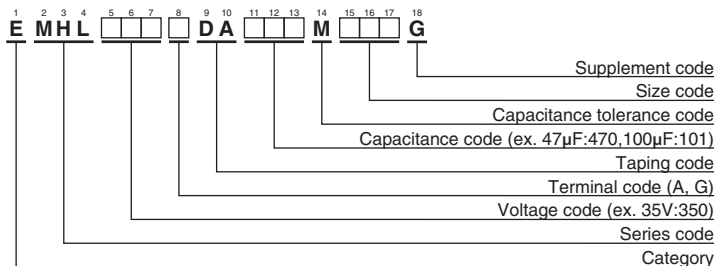 1 2 3 4 5 6 7 8 9 10 11 12 13 14 15 16 17 18
E M H L D A M G
Supplement code
Size code
Capacitance tolerance code
Capacitance code (ex. 47µF:470,100µF:101)
Taping code
Terminal code (A, G)
Voltage code (ex. 35V:350)
Series code
Category